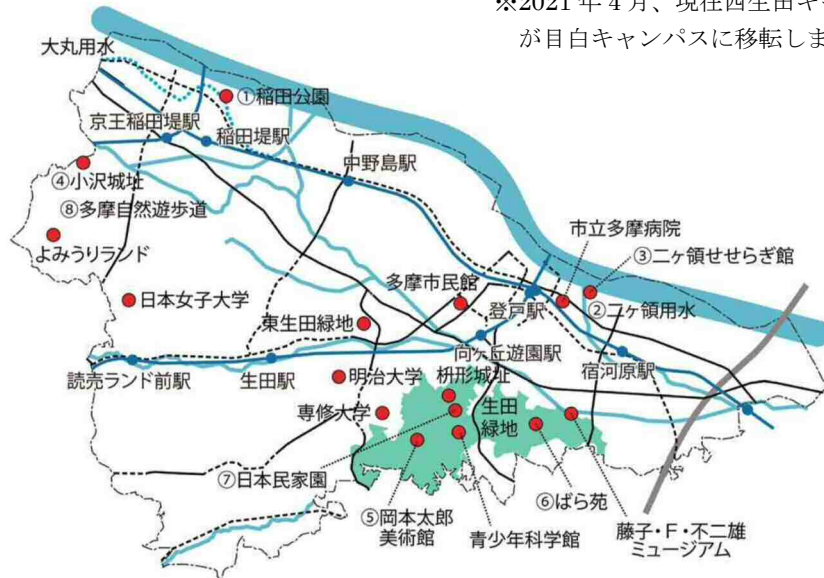 ※2021年4月、現在西生田キャ
が目白キャンパスに移転しま
大丸用水
①稲田公園
京王稲田堤駅
稲田堤駅
中野島駅
④小沢城址
⑧多摩自然遊歩道
よみうりランド
市立多摩病院
③二ヶ領せせらぎ館
多摩市民館
日本女子大学
登戸駅
②二ヶ領用水
東生田緑地
向ヶ丘遊園駅
宿河原駅
読売ランド前駅
生田駅
明治大学
枡形城址
専修大学
生田
緑地
⑦日本民家園
⑥ばら苑
⑤岡本太郎
美術館
青少年科学館
藤子・F・不二雄
ミュージアム